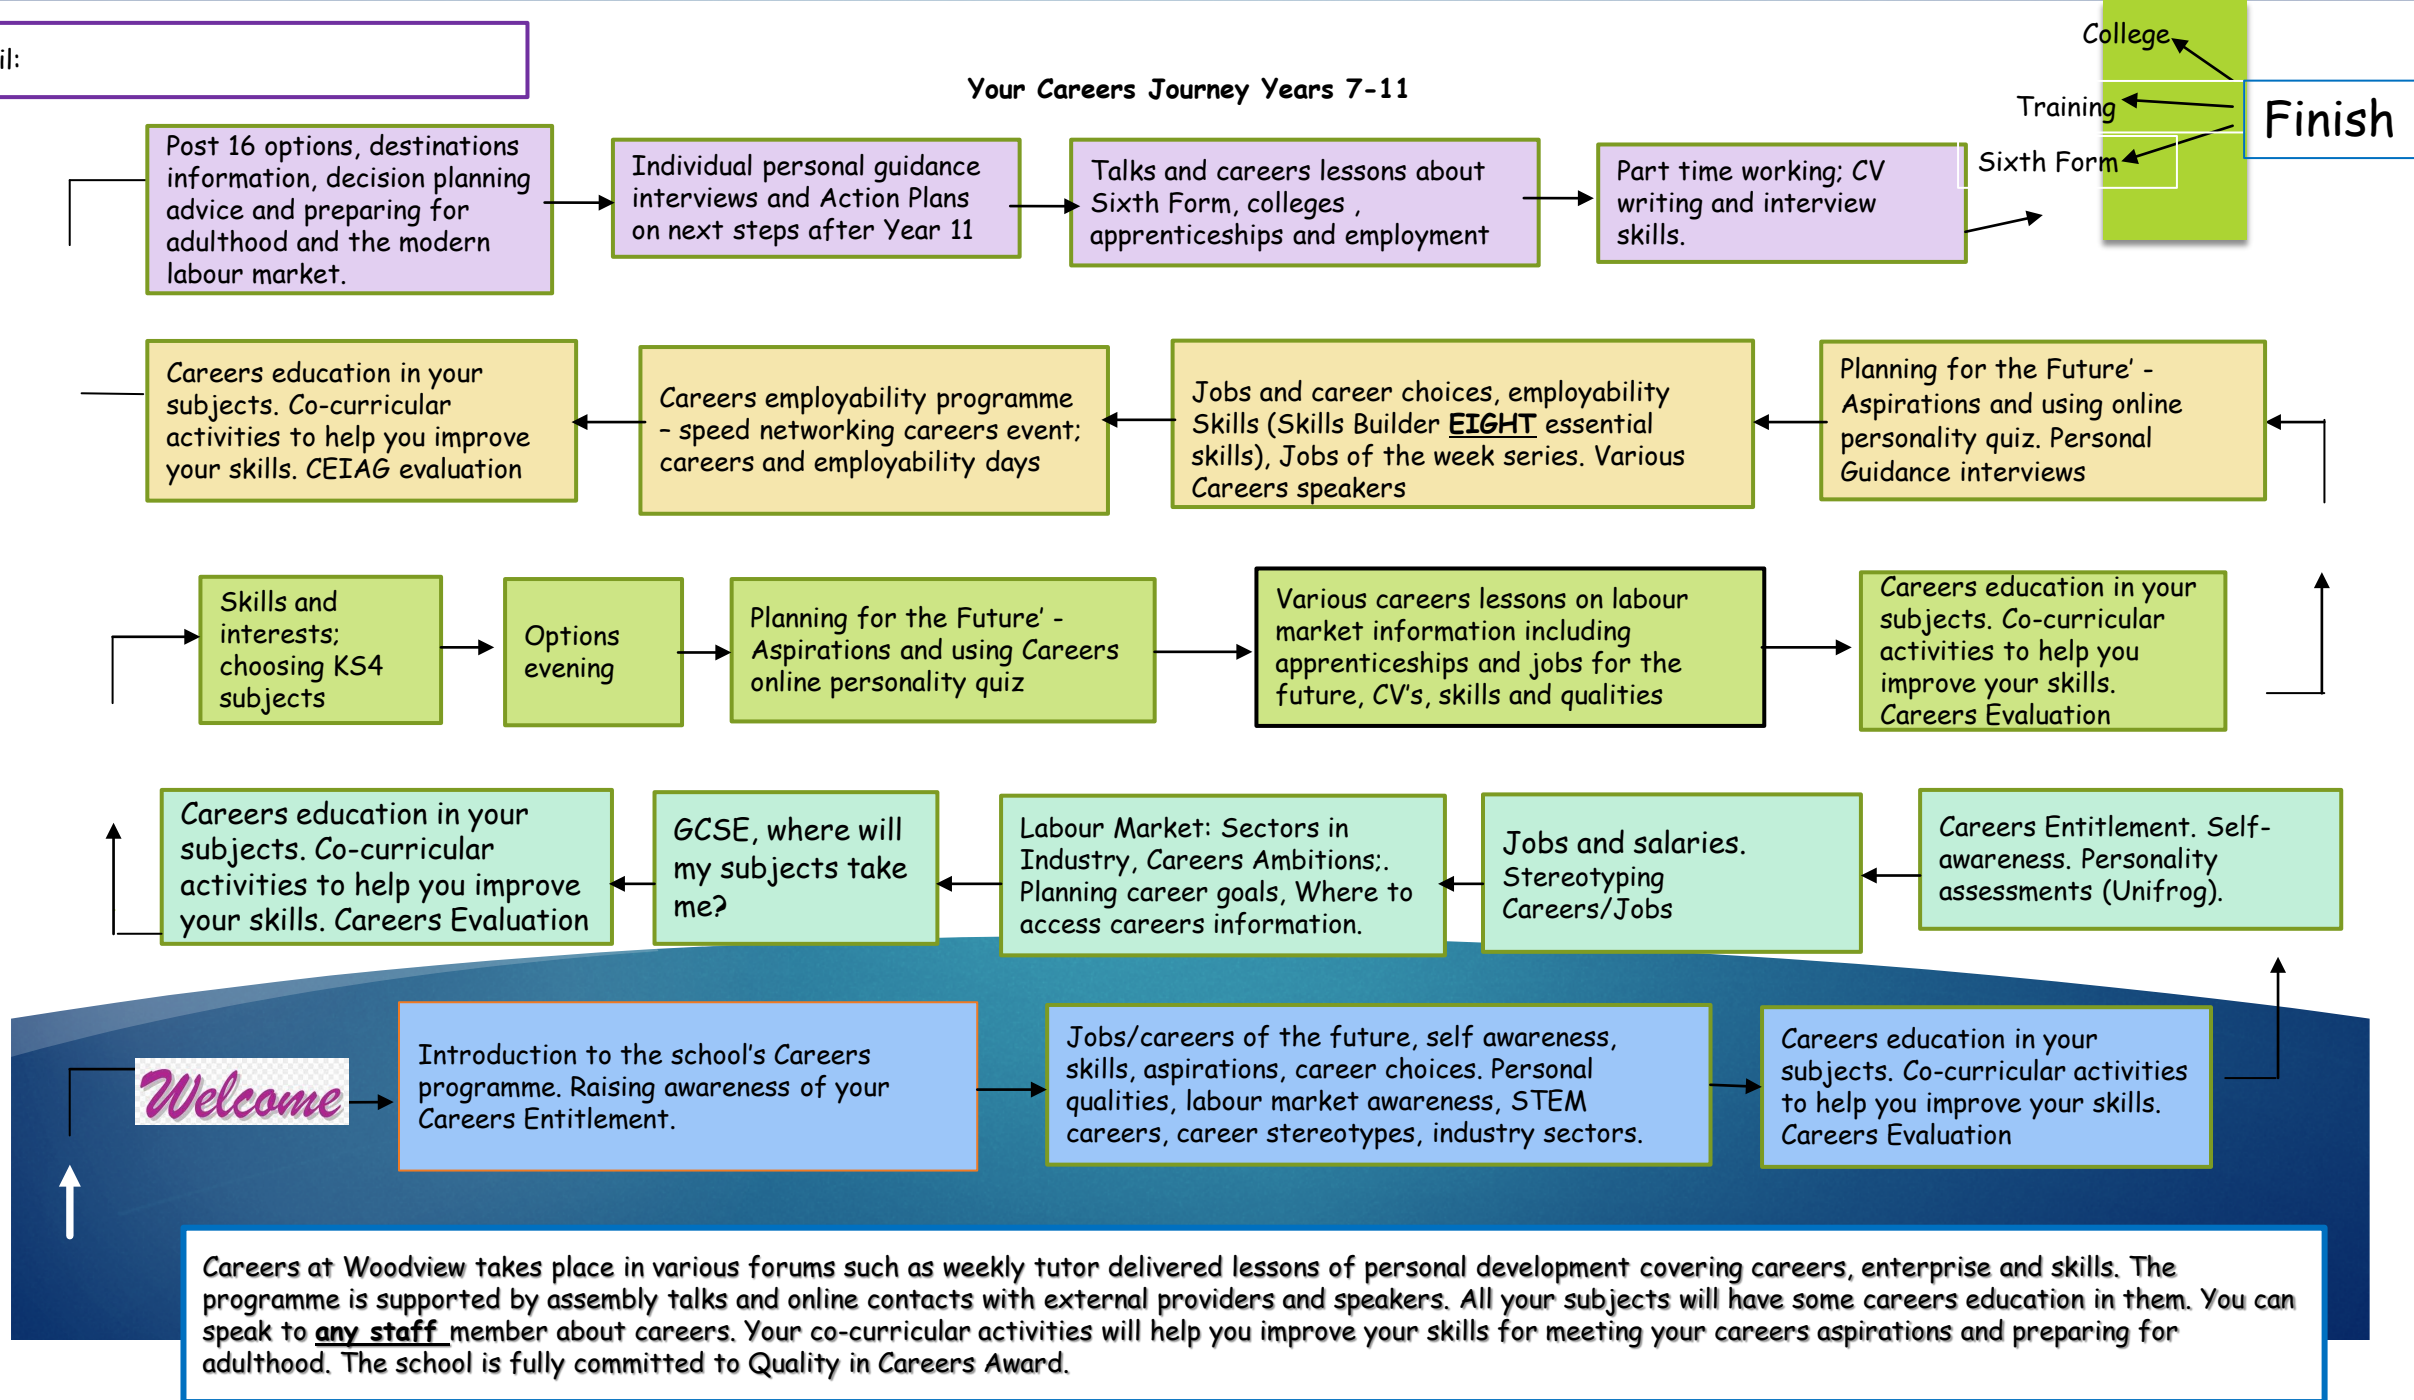 il:
Your Careers Journey Years 7-11
College
Training
Sixth Form
Finish
Post 16 options, destinations
information, decision planning
advice and preparing for
adulthood and the modern
labour market.
Individual personal guidance
interviews and Action Plans
on next steps after Year 11
Talks and careers lessons about
Sixth Form, colleges ,
apprenticeships and employment
Part time working; CV
writing and interview
skills.
Careers education in your
subjects. Co-curricular
activities to help you improve
your skills. CEIAG evaluation
Careers employability programme
– speed networking careers event;
careers and employability days
Jobs and career choices, employability
Skills (Skills Builder EIGHT essential
skills), Jobs of the week series. Various
Careers speakers
Planning for the Future’ -
Aspirations and using online
personality quiz. Personal
Guidance interviews
Skills and
interests;
choosing KS4
subjects
Options
evening
Planning for the Future’ -
Aspirations and using Careers
online personality quiz
Various careers lessons on labour
market information including
apprenticeships and jobs for the
future, CV’s, skills and qualities
Careers education in your
subjects. Co-curricular
activities to help you
improve your skills.
Careers Evaluation
Careers education in your
subjects. Co-curricular
activities to help you improve
your skills. Careers Evaluation
GCSE, where will
my subjects take
me?
Labour Market: Sectors in
Industry, Careers Ambitions;.
Planning career goals, Where to
access careers information.
Jobs and salaries.
Stereotyping
Careers/Jobs
Careers Entitlement. Self-
awareness. Personality
assessments (Unifrog).
Welcome
Introduction to the school’s Careers
programme. Raising awareness of your
Careers Entitlement.
Jobs/careers of the future, self awareness,
skills, aspirations, career choices. Personal
qualities, labour market awareness, STEM
careers, career stereotypes, industry sectors.
Careers education in your
subjects. Co-curricular activities
to help you improve your skills.
Careers Evaluation
Careers at Woodview takes place in various forums such as weekly tutor delivered lessons of personal development covering careers, enterprise and skills. The
programme is supported by assembly talks and online contacts with external providers and speakers. All your subjects will have some careers education in them. You can
speak to any staff member about careers. Your co-curricular activities will help you improve your skills for meeting your careers aspirations and preparing for
adulthood. The school is fully committed to Quality in Careers Award.